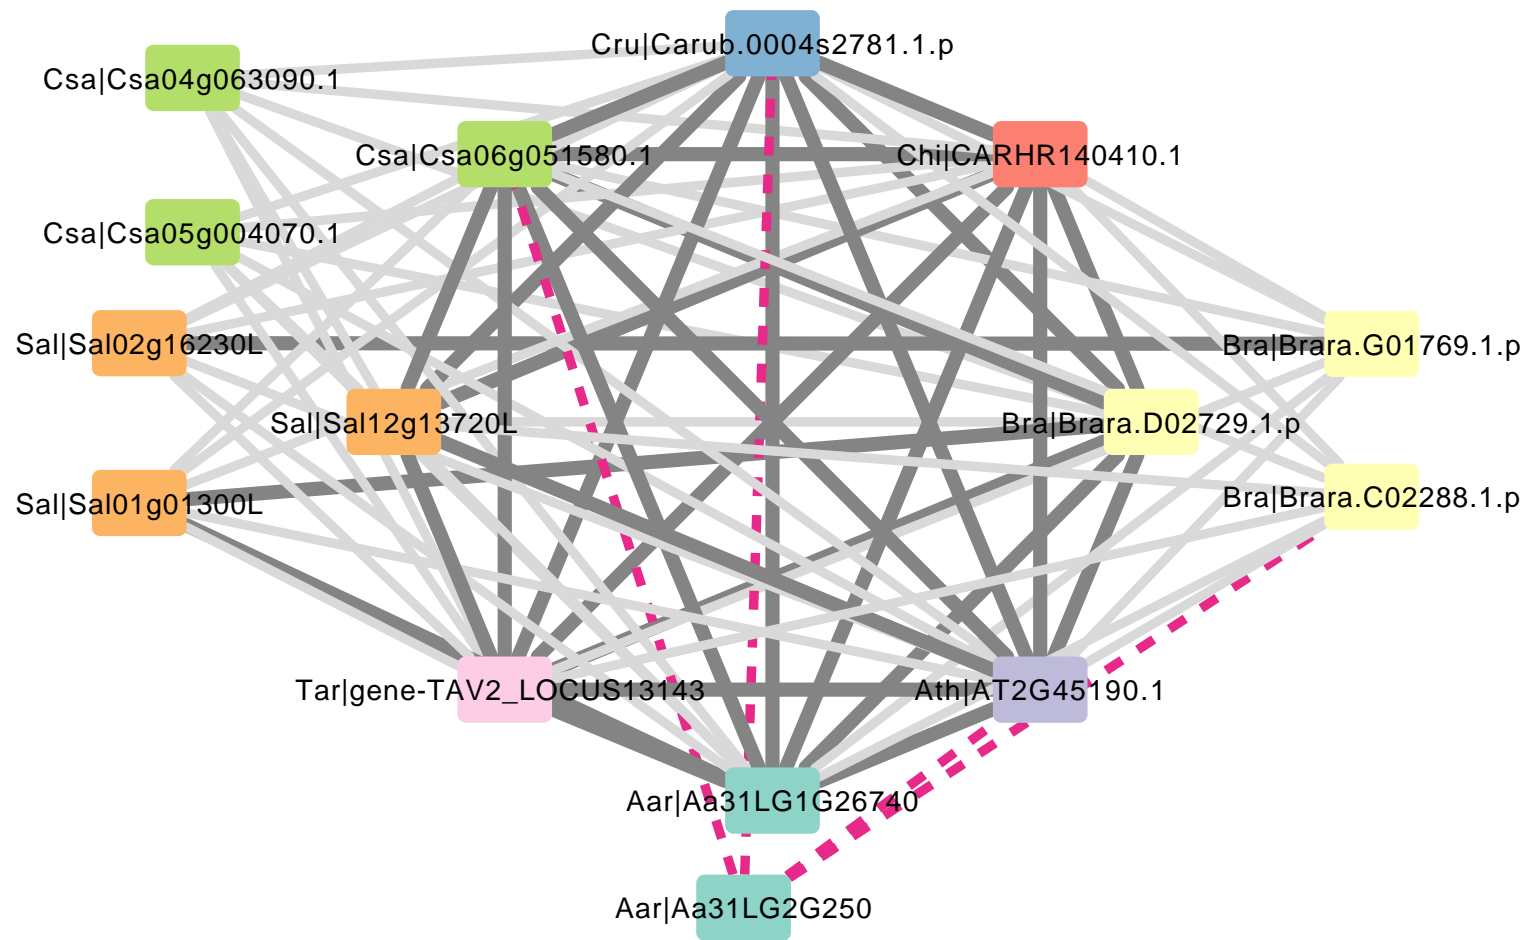 Cru|Carub.0004s2781.1.p
Csa|Csa04g063090.1
Csa|Csa06g051580.1
Chi|CARHR140410.1
Csa|Csa05g004070.1
Sal|Sal02g16230L
Bra|Brara.G01769.1.p
Sal|Sal12g13720L
Bra|Brara.D02729.1.p
Sal|Sal01g01300L
Bra|Brara.C02288.1.p
Tar|gene-TAV2_LOCUS13143
Ath|AT2G45190.1
Aar|Aa31LG1G26740
Aar|Aa31LG2G250